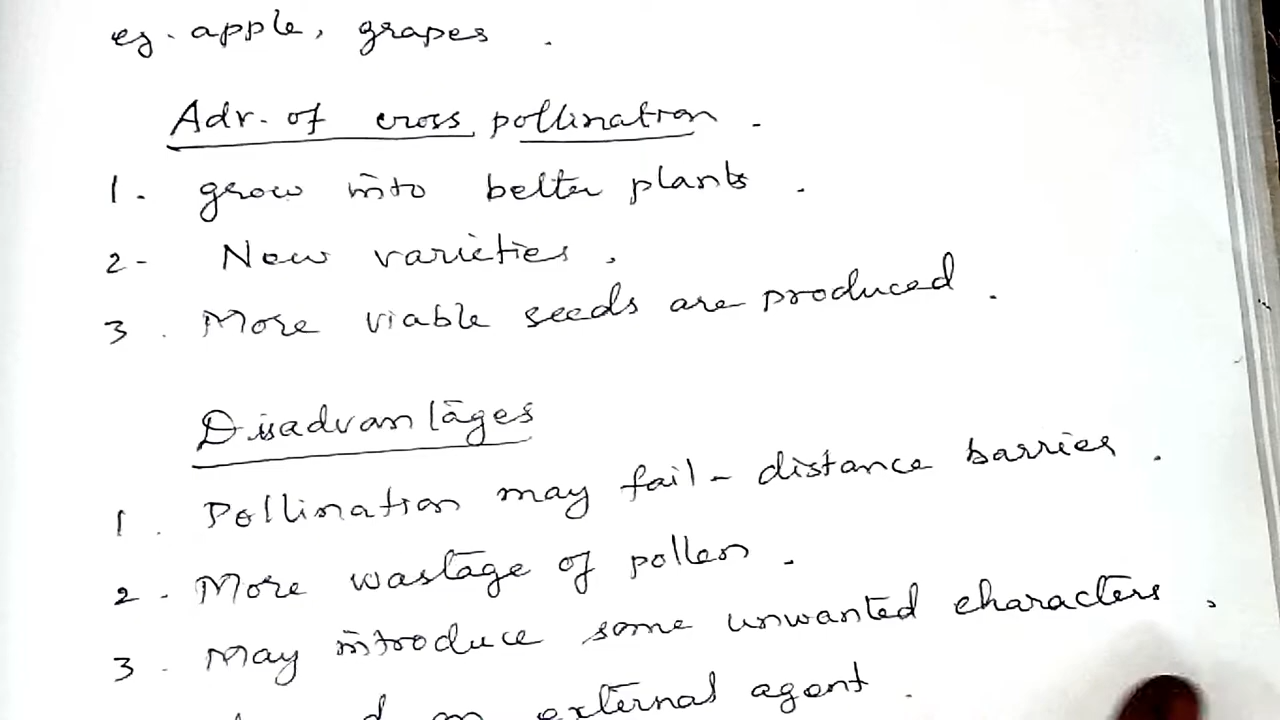 eg. apple, grapes.
Adv. of cross pollination.
1. grow into better plants.
2- New varieties.
3. More viable seeds are produced.
Disadvantages
1. Pollination may fail - distance barrier.
2. More wastage of pollen.
3. May introduce some unwanted characters.
on external agent.